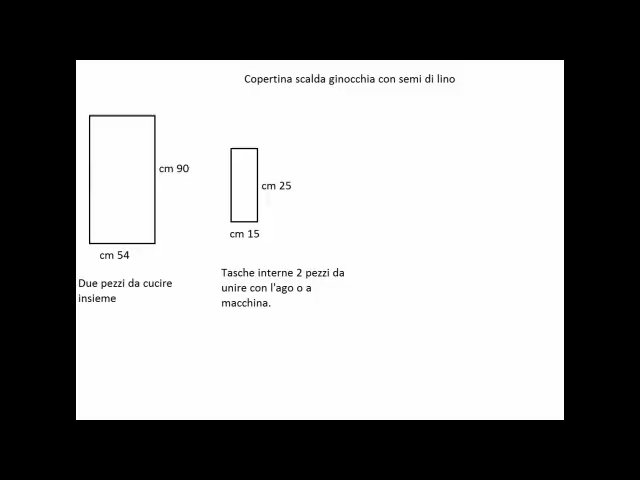 Copertina scalda ginocchia con semi di lino
cm 90
cm 25
cm 15
cm 54
Tasche interne 2 pezzi da
unire con l'ago o a
macchina.
Due pezzi da cucire
insieme